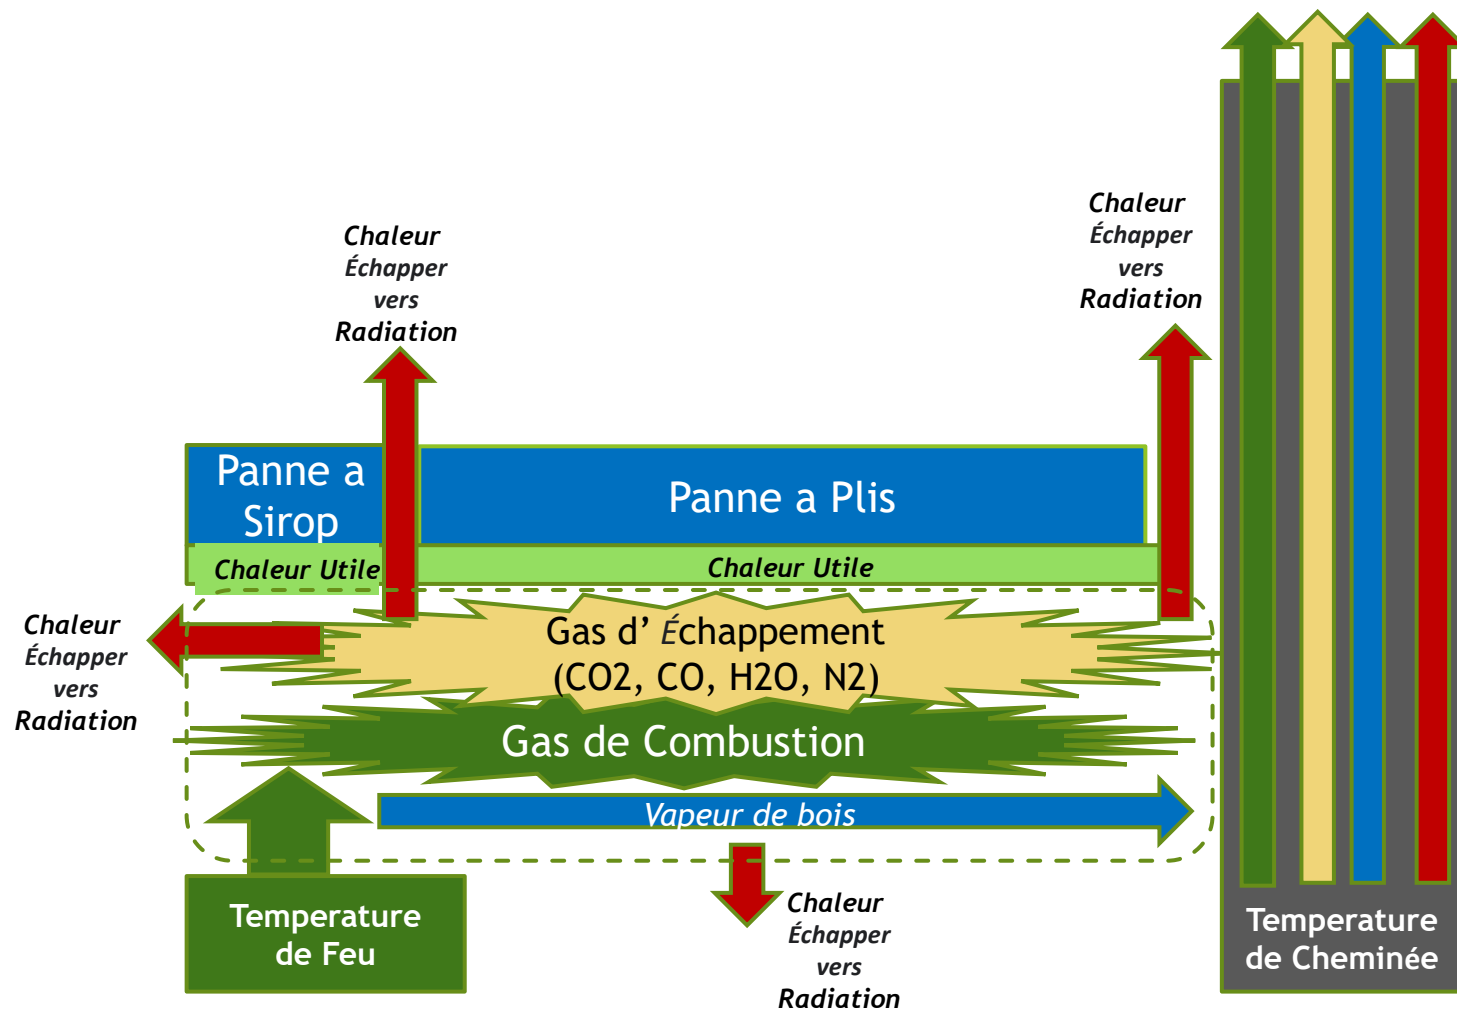 Chaleur
Échapper
vers
Radiation
Chaleur
Échapper
vers
Radiation
Panne a
Sirop
Panne a Plis
Chaleur Utile
Chaleur Utile
Chaleur
Échapper
vers
Radiation
Gas d’ Échappement
(CO2, CO, H2O, N2)
Gas de Combustion
Vapeur de bois
Temperature
de Feu
Chaleur
Échapper
vers
Radiation
Temperature
de Cheminée